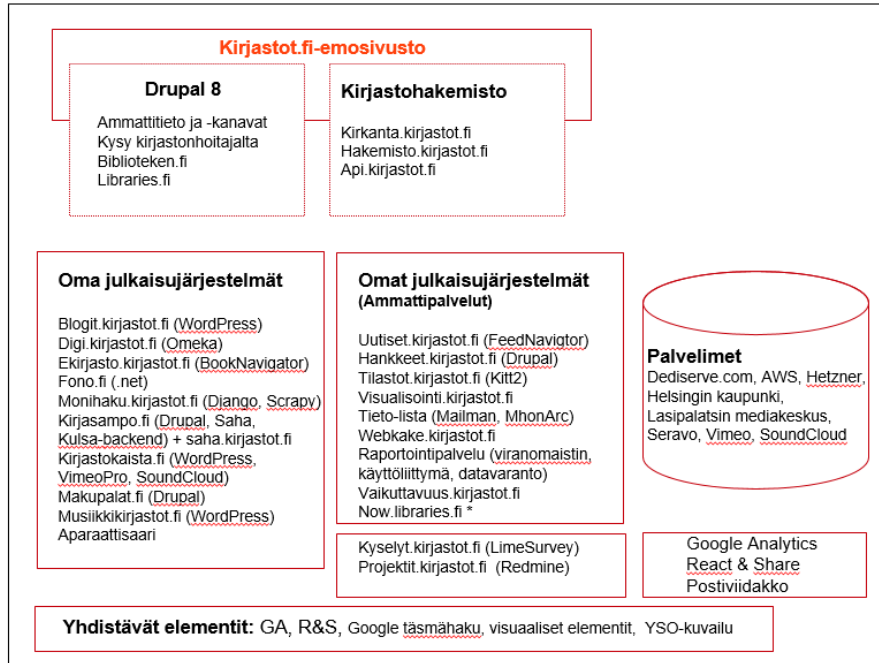 Kirjastot.fi-emosivusto
Drupal 8
Ammattitieto ja -kanavat
Kysy kirjastonhoitajalta
Biblioteken.fi
Libraries.fi
Kirjastohakemisto
Kirkanta.kirjastot.fi
Hakemisto.kirjastot.fi
Api.kirjastot.fi
Oma julkaisujärjestelmät
Blogit.kirjastot.fi (WordPress)
Digi.kirjastot.fi (Omeka)
Ekirjasto.kirjastot.fi (BookNavigator)
Fono.fi (.net)
Monihaku.kirjastot.fi (Django, Scrapy)
Kirjasampo.fi (Drupal, Saha,
Kulsa-backend) + saha.kirjastot.fi
Kirjastokaista.fi (WordPress,
VimeoPro, SoundCloud)
Makupalat.fi (Drupal)
Musiikkikirjastot.fi (WordPress)
Aparaattisaari
Omat julkaisujärjestelmät
(Ammattipalvelut)
Uutiset.kirjastot.fi (FeedNavigtor)
Hankkeet.kirjastot.fi (Drupal)
Tilastot.kirjastot.fi (Kitt2)
Visualisointi.kirjastot.fi
Tieto-lista (Mailman, MhonArc)
Webkake.kirjastot.fi
Raportointipalvelu (viranomaistin,
käyttöliittymä, datavaranto)
Vaikuttavuus.kirjastot.fi
Now.libraries.fi *
Kyselyt.kirjastot.fi (LimeSurvey)
Projektit.kirjastot.fi (Redmine)
Palvelimet
Dediserve.com, AWS, Hetzner,
Helsingin kaupunki,
Lasipalatsin mediakeskus,
Seravo, Vimeo, SoundCloud
Google Analytics
React & Share
Postiviidakko
Yhdistävät elementit: GA, R&S, Google täsmähaku, visuaaliset elementit, YSO-kuvailu